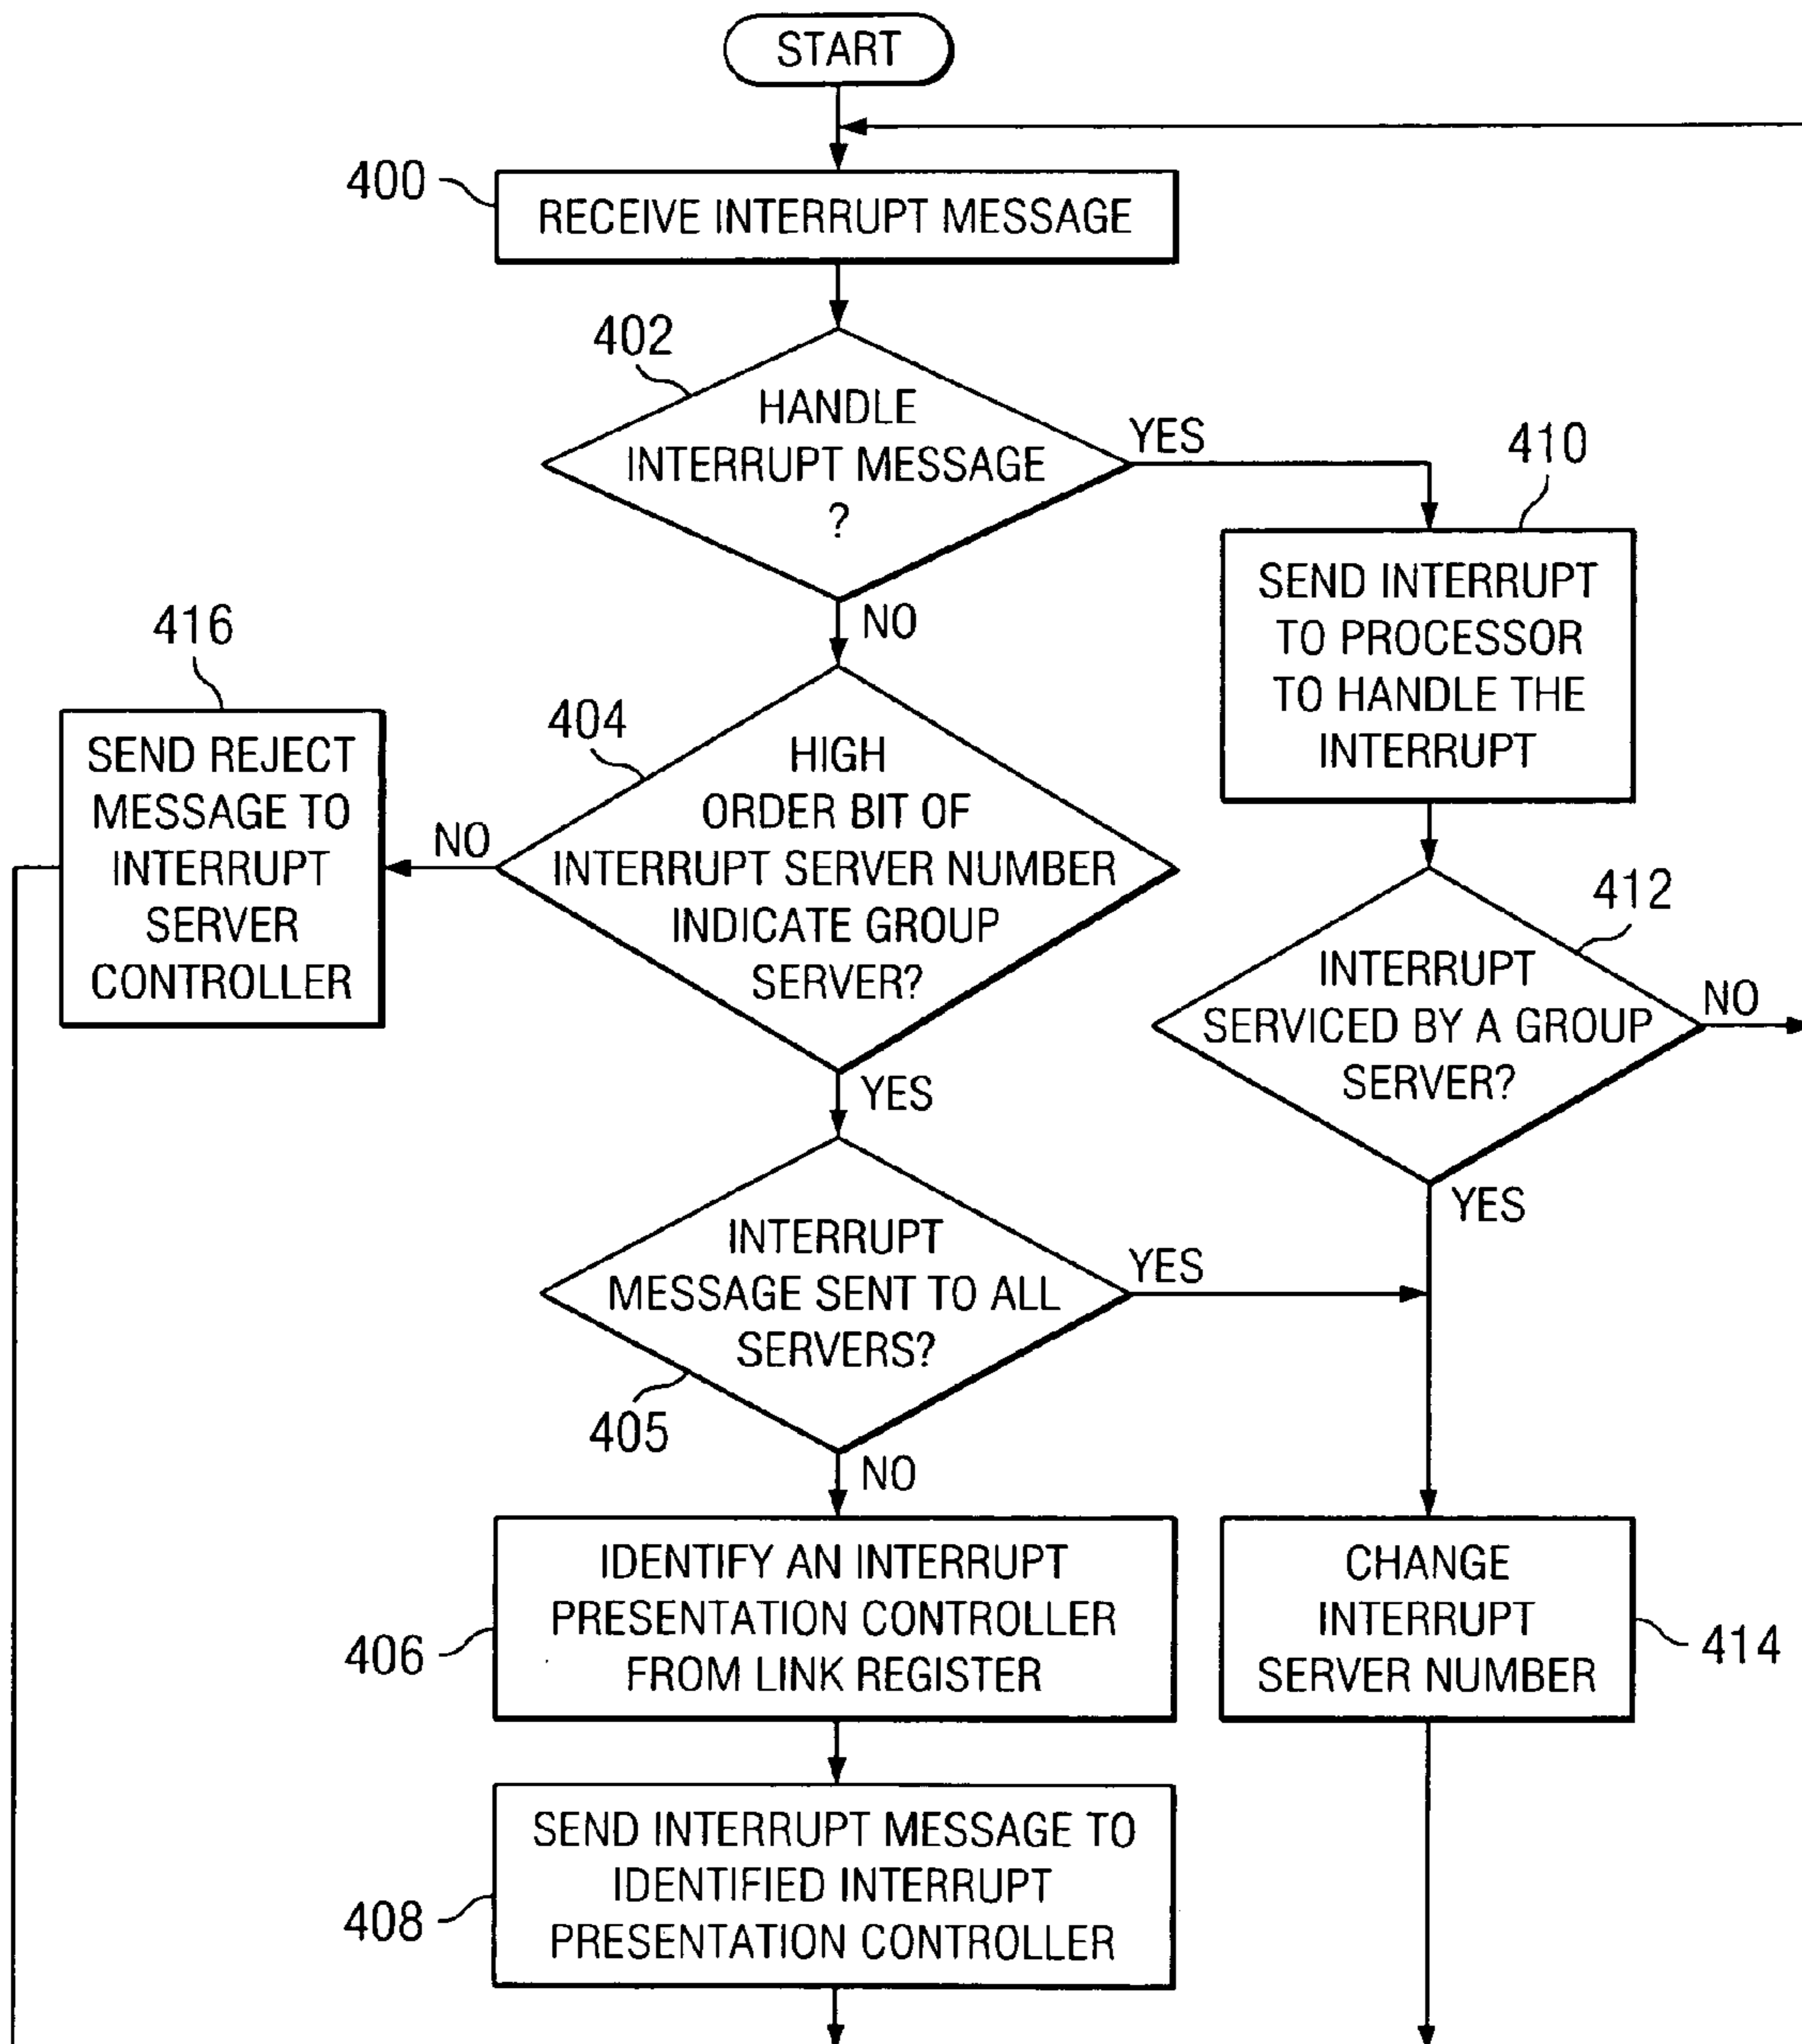 START
400
RECEIVE INTERRUPT MESSAGE
402
HANDLE
INTERRUPT MESSAGE
?
YES
NO
410
SEND INTERRUPT
TO PROCESSOR
TO HANDLE THE
INTERRUPT
416
SEND REJECT
MESSAGE TO
INTERRUPT
SERVER
CONTROLLER
NO
404
HIGH
ORDER BIT OF
INTERRUPT SERVER NUMBER
INDICATE GROUP
SERVER?
YES
412
INTERRUPT
SERVICED BY A GROUP
SERVER?
NO
YES
INTERRUPT
MESSAGE SENT TO ALL
SERVERS?
YES
405
NO
406
IDENTIFY AN INTERRUPT
PRESENTATION CONTROLLER
FROM LINK REGISTER
CHANGE
INTERRUPT
SERVER NUMBER
414
408
SEND INTERRUPT MESSAGE TO
IDENTIFIED INTERRUPT
PRESENTATION CONTROLLER